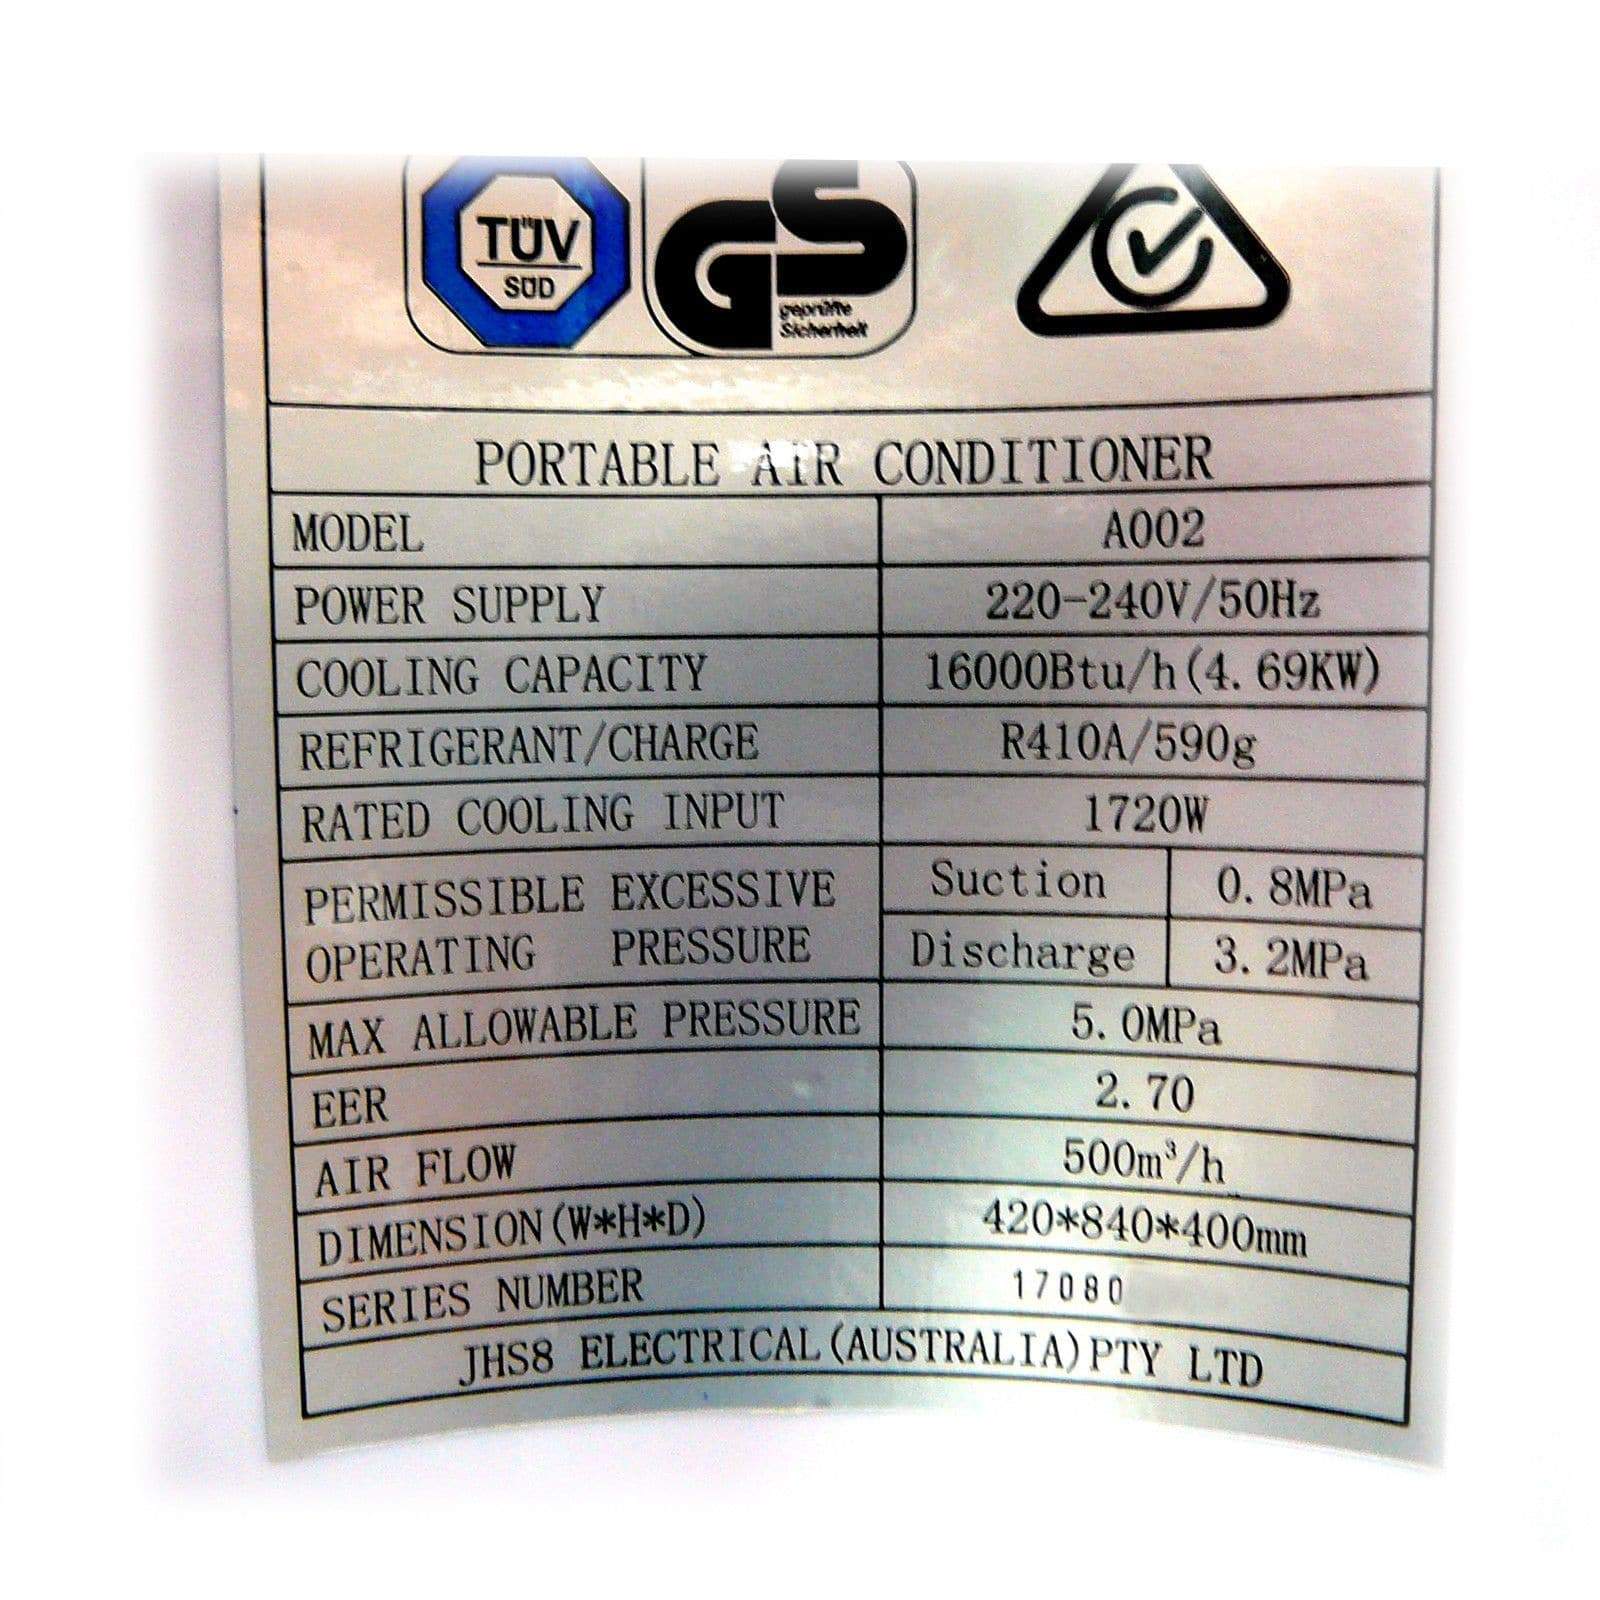 TÜV
SÜD
GS
geprüfte
Sicherheit
PORTABLE AIR CONDITIONER
MODEL A002
POWER SUPPLY 220-240V/50Hz
COOLING CAPACITY 16000Btu/h(4.69KW)
REFRIGERANT/CHARGE R410A/590g
RATED COOLING INPUT 1720W
PERMISSIBLE EXCESSIVE OPERATING PRESSURE Suction 0.8MPa
Discharge 3.2MPa
MAX ALLOWABLE PRESSURE 5.0MPa
EER 2.70
AIR FLOW 500m³/h
DIMENSION(W*H*D) 420*840*400mm
SERIES NUMBER 17080
JHS8 ELECTRICAL(AUSTRALIA)PTY LTD